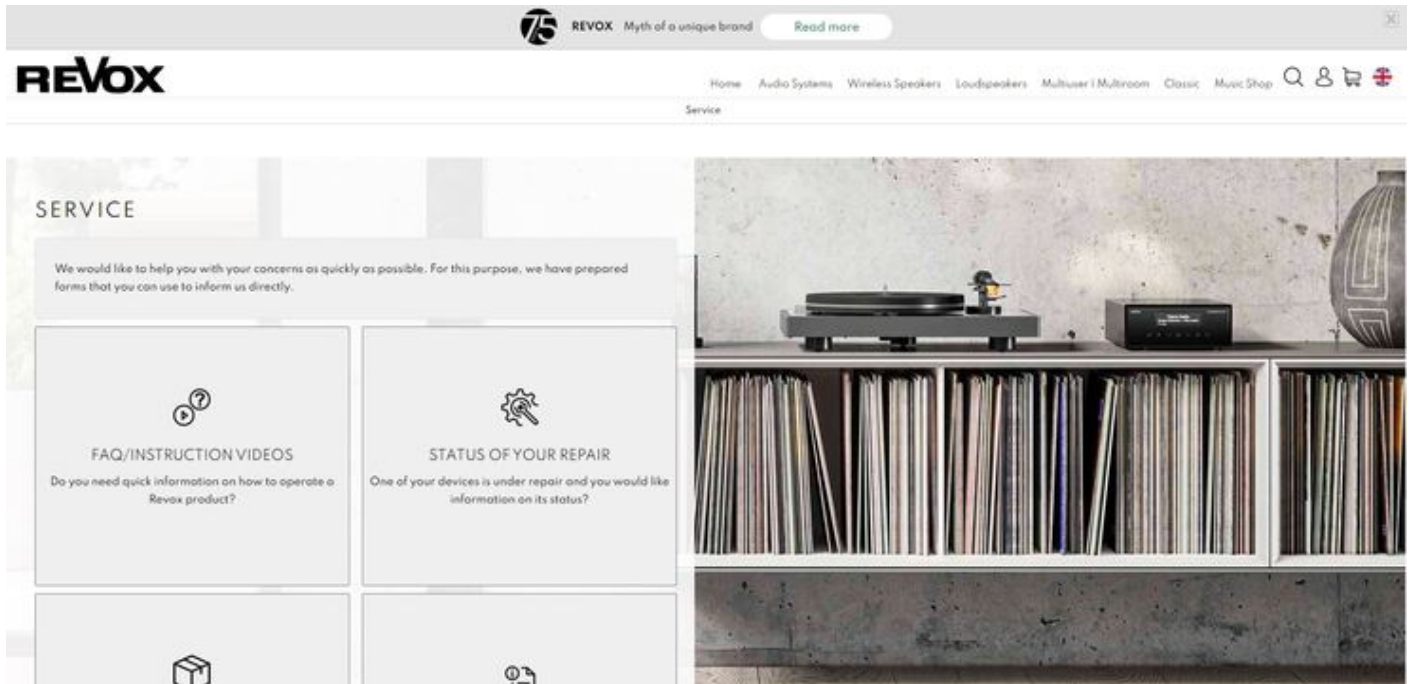 75 REVOX Myth of a unique brand Read more
REVOX
Home Audio Systems Wireless Speakers Loudspeakers Multiuser | Multiroom Classic Music Shop
Service
SERVICE
We would like to help you with your concerns as quickly as possible. For this purpose, we have prepared
forms that you can use to inform us directly.
FAQ/INSTRUCTION VIDEOS
Do you need quick information on how to operate a
Revox product?
STATUS OF YOUR REPAIR
One of your devices is under repair and you would like
information on its status?